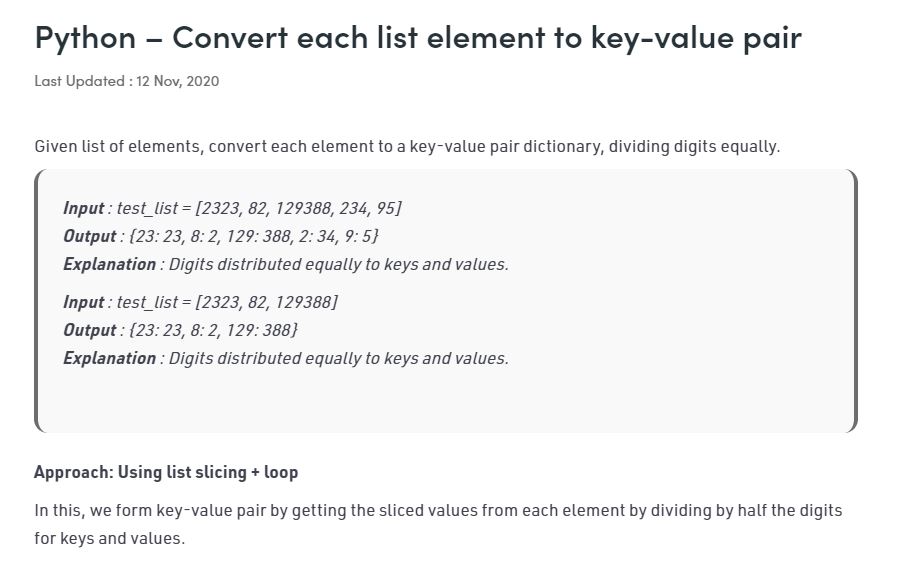 Python – Convert each list element to key-value pair
Last Updated : 12 Nov, 2020
Given list of elements, convert each element to a key-value pair dictionary, dividing digits equally.
Input : test_list = [2323, 82, 129388, 234, 95]
Output : {23: 23, 8: 2, 129: 388, 2: 34, 9: 5}
Explanation : Digits distributed equally to keys and values.
Input : test_list = [2323, 82, 129388]
Output : {23: 23, 8: 2, 129: 388}
Explanation : Digits distributed equally to keys and values.
Approach: Using list slicing + loop
In this, we form key-value pair by getting the sliced values from each element by dividing by half the digits
for keys and values.